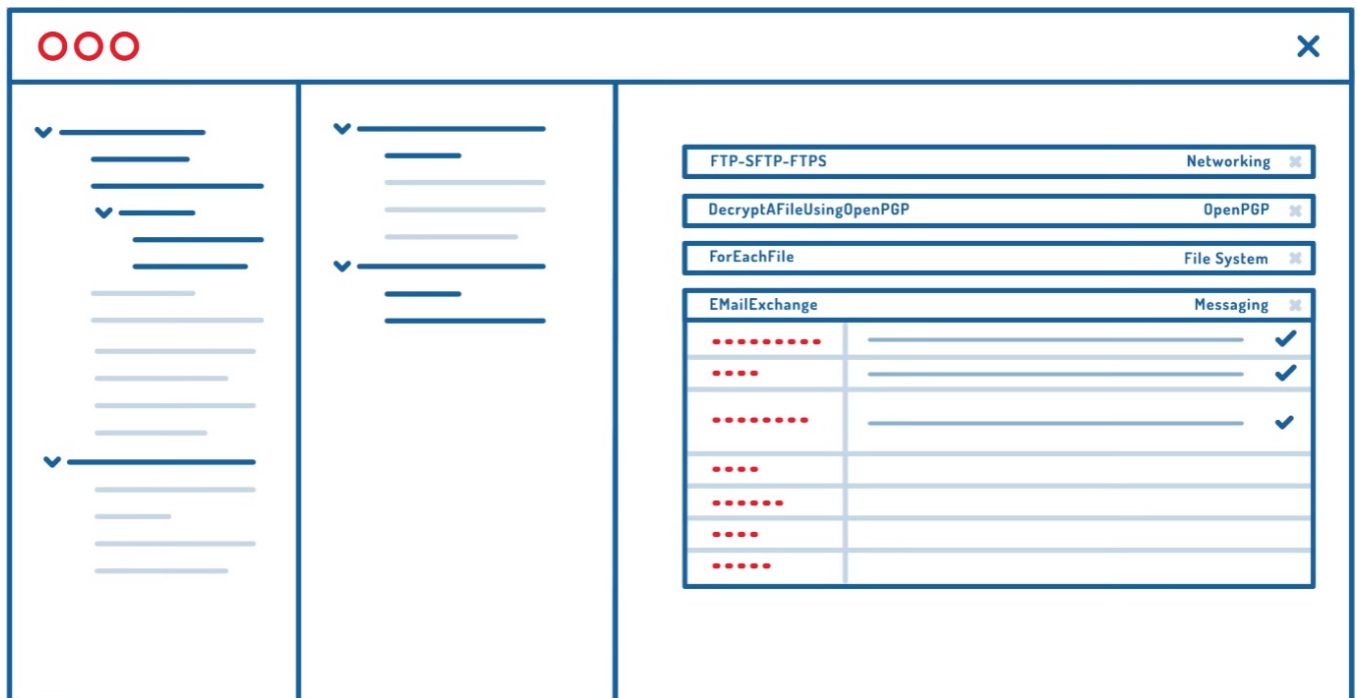 FTP-SFTP-FTPS Networking
DecryptAFileUsingOpenPGP OpenPGP
ForEachFile File System
EMailExchange Messaging